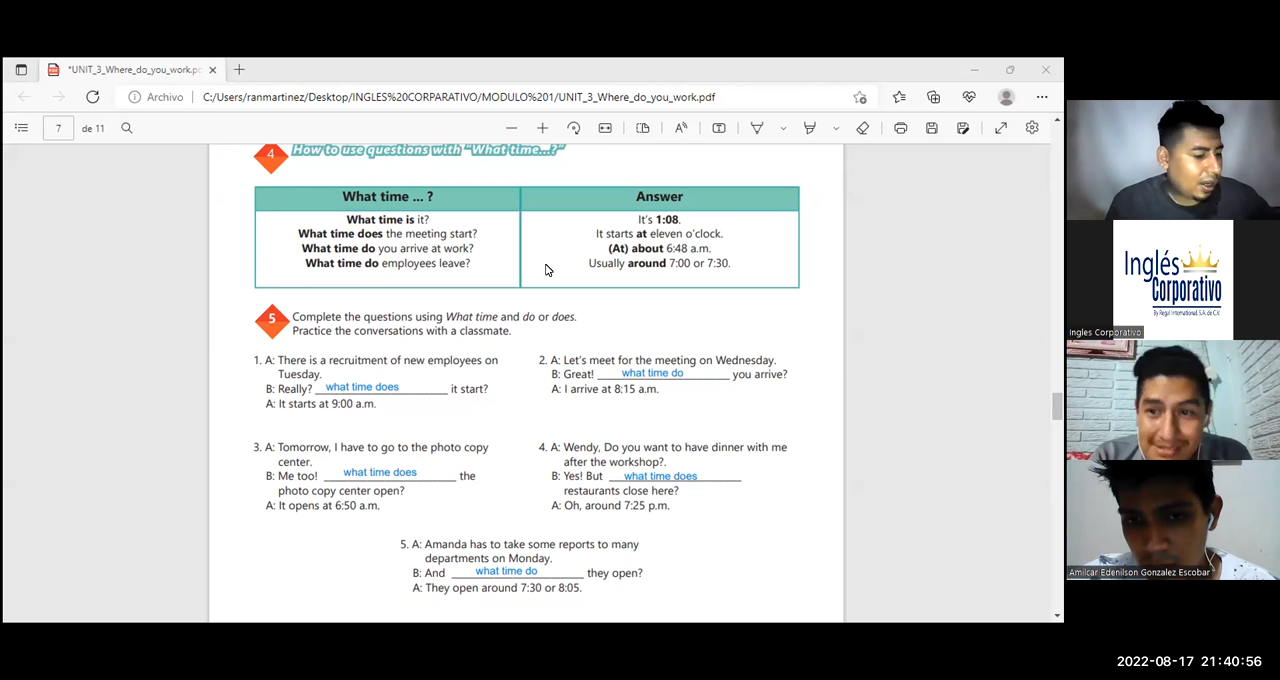 *UNIT_3_Where_do_you_work.pd
Archivo
C:/Users/ranmartinez/Desktop/INGLES%20CORPARATIVO/MODULO%201/UNIT_3_Where_do_you_work.pdf
7 de 11
4 How to use questions with "What time...?"
What time ... ? Answer
What time is it? It's 1:08.
What time does the meeting start? It starts at eleven o'clock.
What time do you arrive at work? (At) about 6:48 a.m.
What time do employees leave? Usually around 7:00 or 7:30.
5 Complete the questions using What time and do or does.
Practice the conversations with a classmate.
1. A: There is a recruitment of new employees on
Tuesday.
B: Really? what time does it start?
A: It starts at 9:00 a.m.
2. A: Let's meet for the meeting on Wednesday.
B: Great! what time do you arrive?
A: I arrive at 8:15 a.m.
3. A: Tomorrow, I have to go to the photo copy
center.
B: Me too! what time does the
photo copy center open?
A: It opens at 6:50 a.m.
4. A: Wendy, Do you want to have dinner with me
after the workshop?.
B: Yes! But what time does
restaurants close here?
A: Oh, around 7:25 p.m.
5. A: Amanda has to take some reports to many
departments on Monday.
B: And what time do they open?
A: They open around 7:30 or 8:05.
Inglés
Corporativo
By Regal International, S.A. de C.V.
Ingles Corporativo
Amilcar Edenilson Gonzalez Escobar
2022-08-17 21:40:56